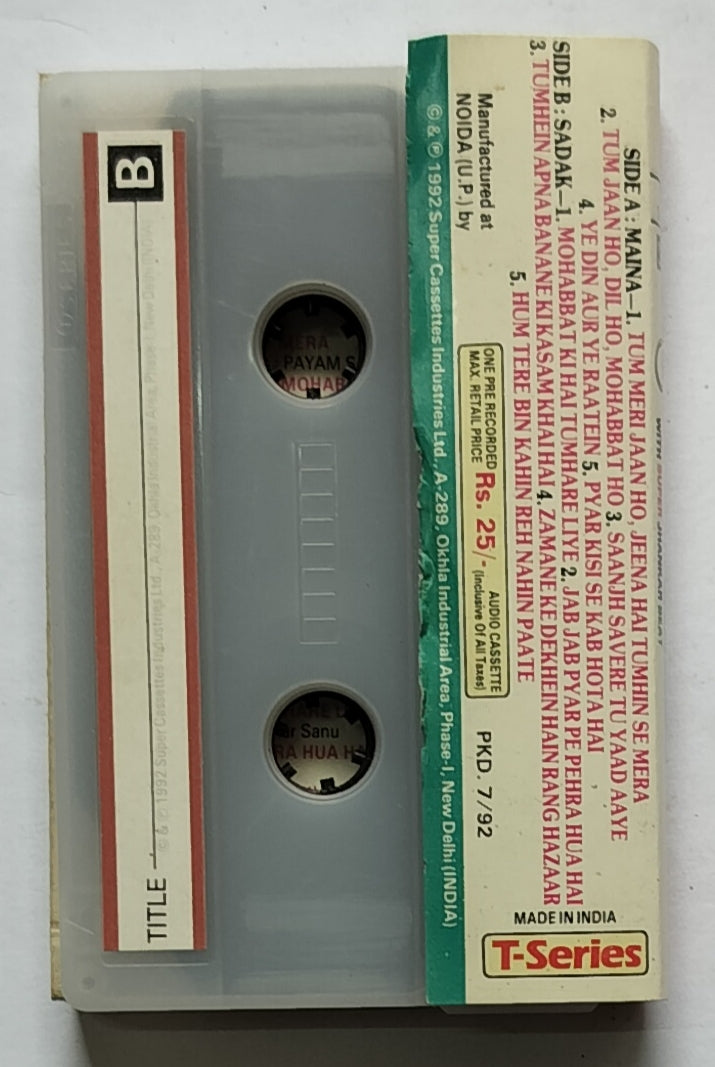 SIDE A : MAINA—1. TUM MERI JAAN HO, JEENA HAI TUMHIN SE MERA
2. TUM JAAN HO, DIL HO, MOHABBAT HO 3. SAANJH SAVERE TU YAAD AAYE
4. YE DIN AUR YE RAATEIN 5. PYAR KISI SE KAB HOTA HAI
SIDE B : SADAK—1. MOHABBAT KI HAI TUMHARE LIYE 2. JAB JAB PYAR PE PEHRA HUA HAI
3. TUMHEIN APNA BANANE KI KASAM KHAI HAI 4. ZAMANE KE DEKHEIN HAIN RANG HAZAAR
5. HUM TERE BIN KAHIN REH NAHIN PAATE
Manufactured at
NOIDA (U.P.) by
ONE PRE RECORDED
MAX. RETAIL PRICE
Rs. 25/-
AUDIO CASSETTE
(Inclusive Of All Taxes)
PKD. 7/92
© & ℗ 1992 Super Cassettes Industries Ltd., A-289, Okhla Industrial Area, Phase-I, New Delhi (INDIA)
MADE IN INDIA
T-Series
PAYAM S
MOHAB
ar Sanu
RA HUA H
B
TITLE